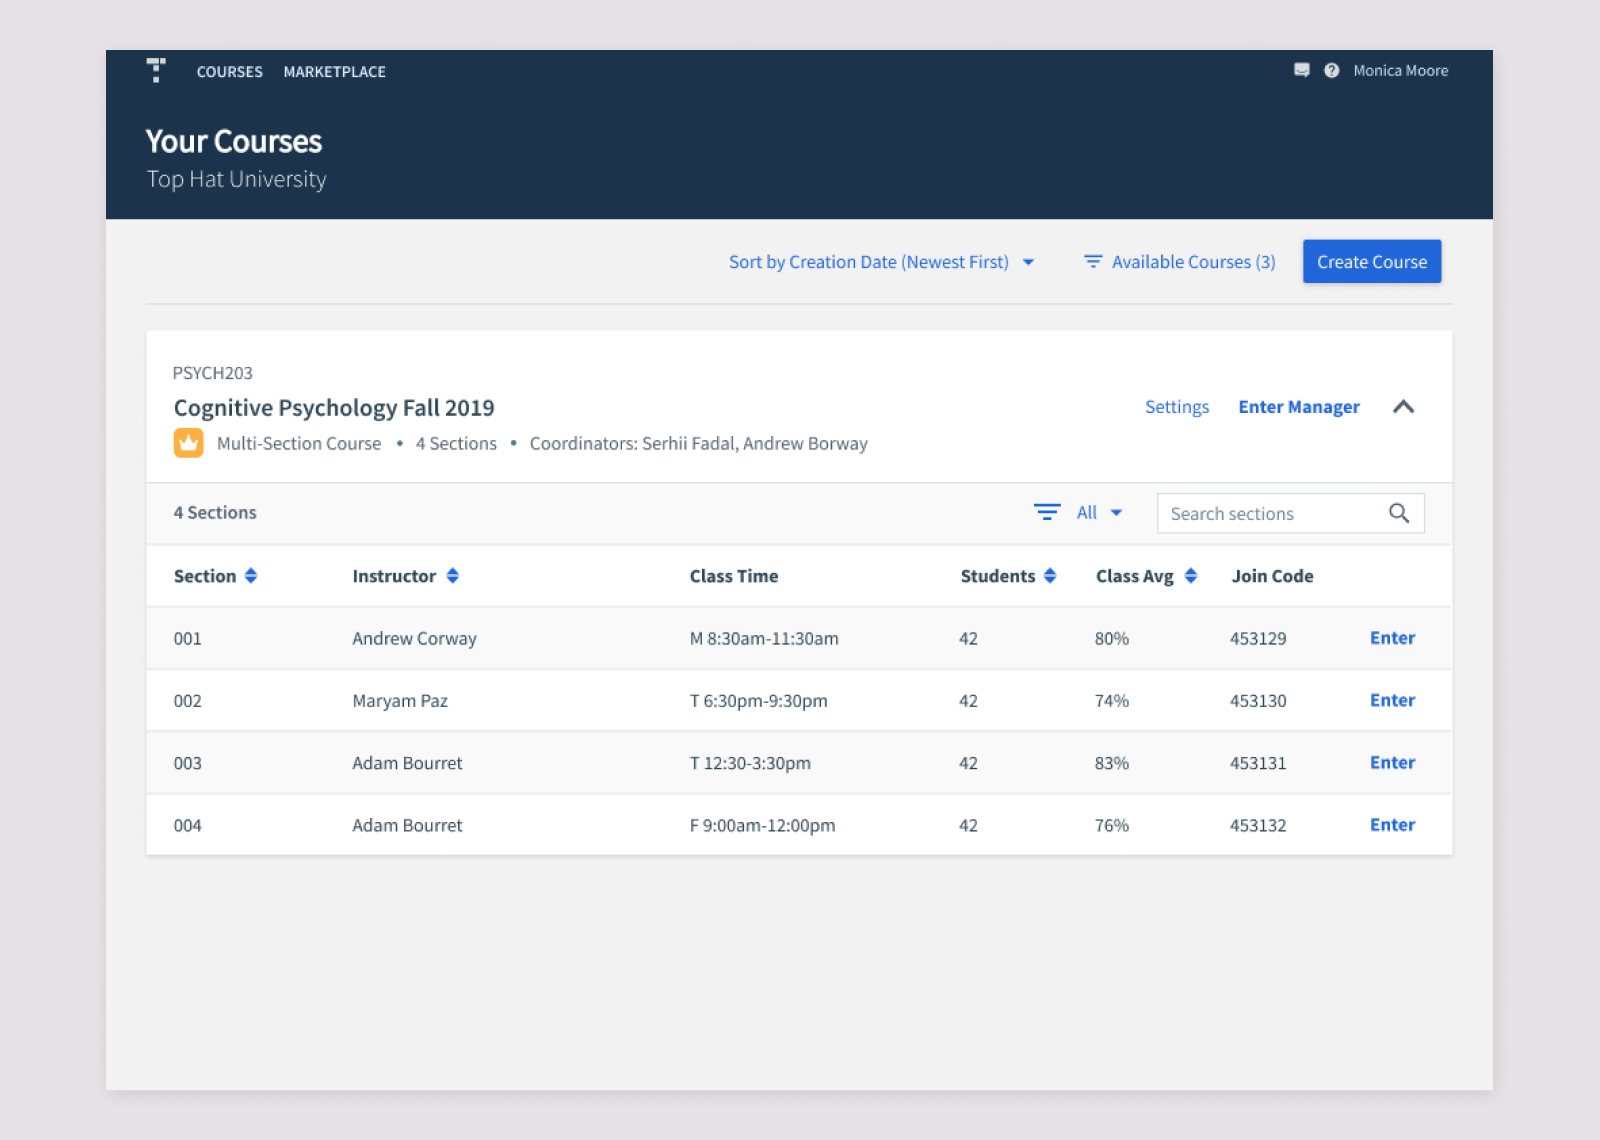 COURSES MARKETPLACE Monica Moore
Your Courses
Top Hat University
Sort by Creation Date (Newest First) Available Courses (3) Create Course
PSYCH203
Cognitive Psychology Fall 2019 Settings Enter Manager
Multi-Section Course • 4 Sections • Coordinators: Serhii Fadal, Andrew Borway
4 Sections All Search sections
Section Instructor Class Time Students Class Avg Join Code
001 Andrew Corway M 8:30am-11:30am 42 80% 453129 Enter
002 Maryam Paz T 6:30pm-9:30pm 42 74% 453130 Enter
003 Adam Bourret T 12:30-3:30pm 42 83% 453131 Enter
004 Adam Bourret F 9:00am-12:00pm 42 76% 453132 Enter